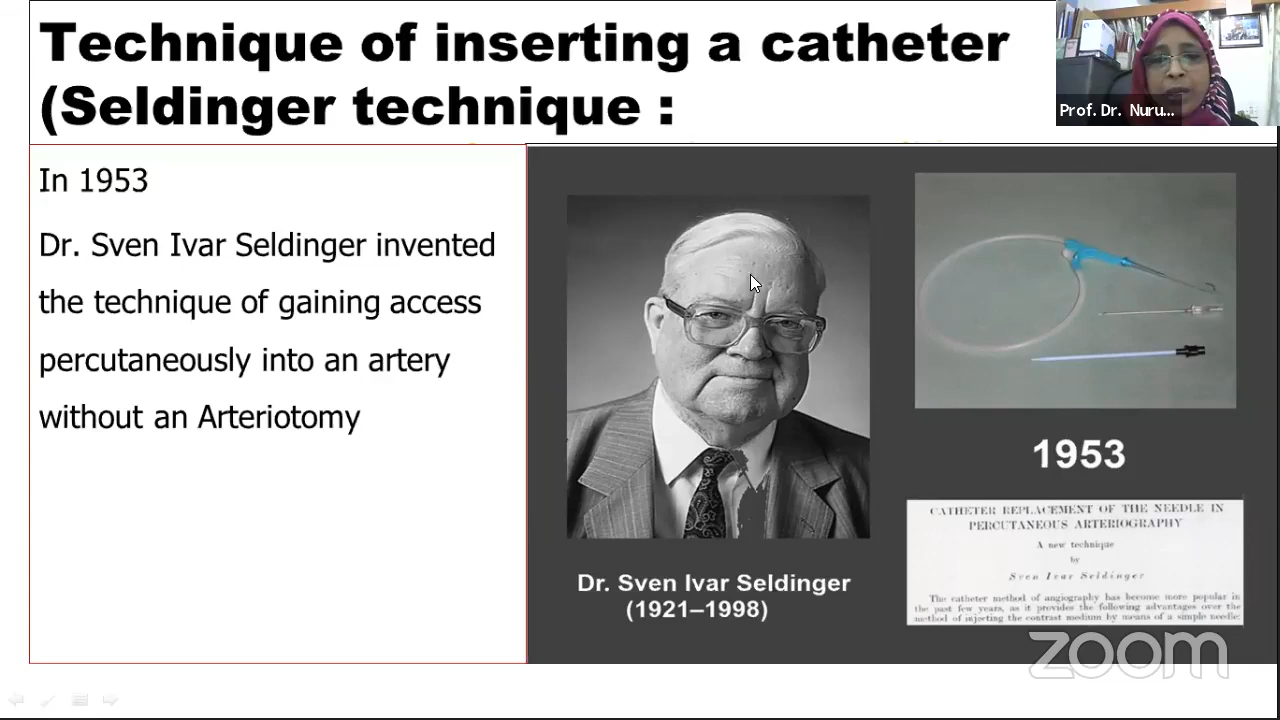 Technique of inserting a catheter
(Seldinger technique :
Prof. Dr. Nuru...
In 1953
Dr. Sven Ivar Seldinger invented
the technique of gaining access
percutaneously into an artery
without an Arteriotomy
Dr. Sven Ivar Seldinger
(1921–1998)
1953
CATHETER REPLACEMENT OF THE NEEDLE IN
PERCUTANEOUS ARTERIOGRAPHY
A new technique
by
Sven Ivar Seldinger
The catheter method of angiography has become more popular in
the past few years, as it provides the following advantages over the
method of injecting the contrast medium by means of a simple needle:
zoom